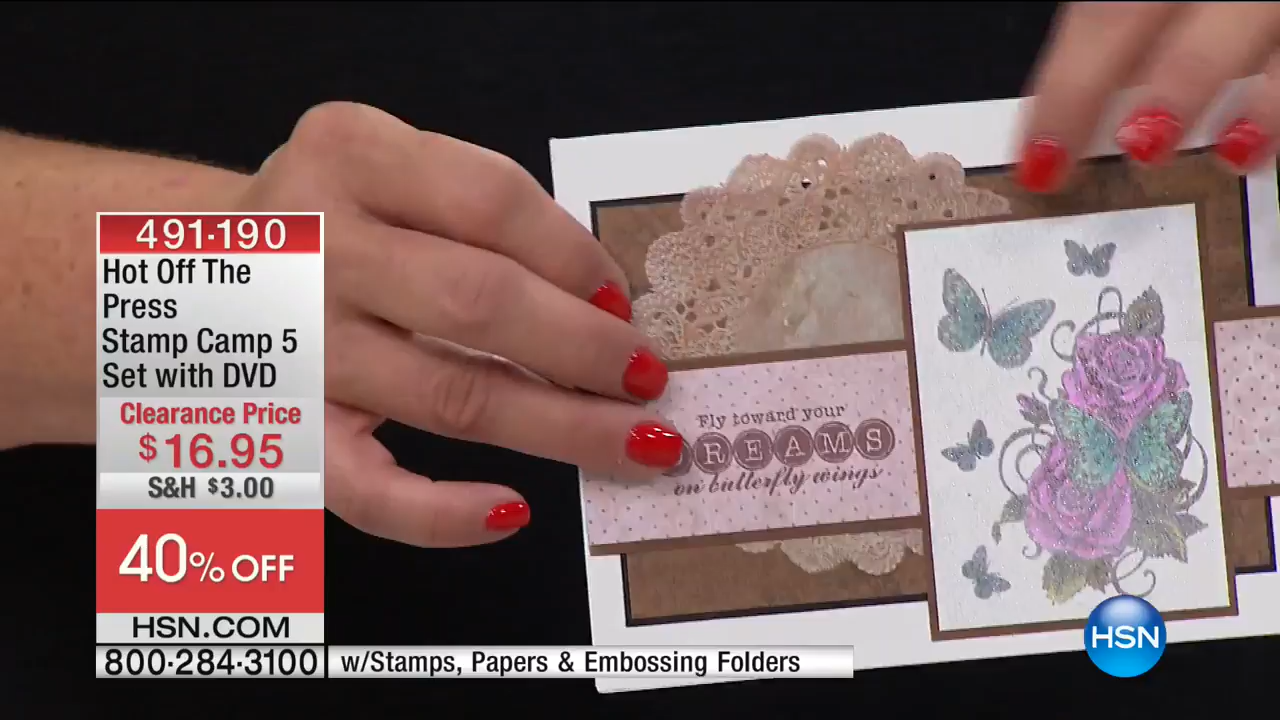 491-190
Hot Off The
Press
Stamp Camp 5
Set with DVD
Clearance Price
$16.95
S&H $3.00
40% OFF
HSN.COM
800-284-3100
w/Stamps, Papers & Embossing Folders
Fly toward your
DREAMS
on butterfly wings
HSN